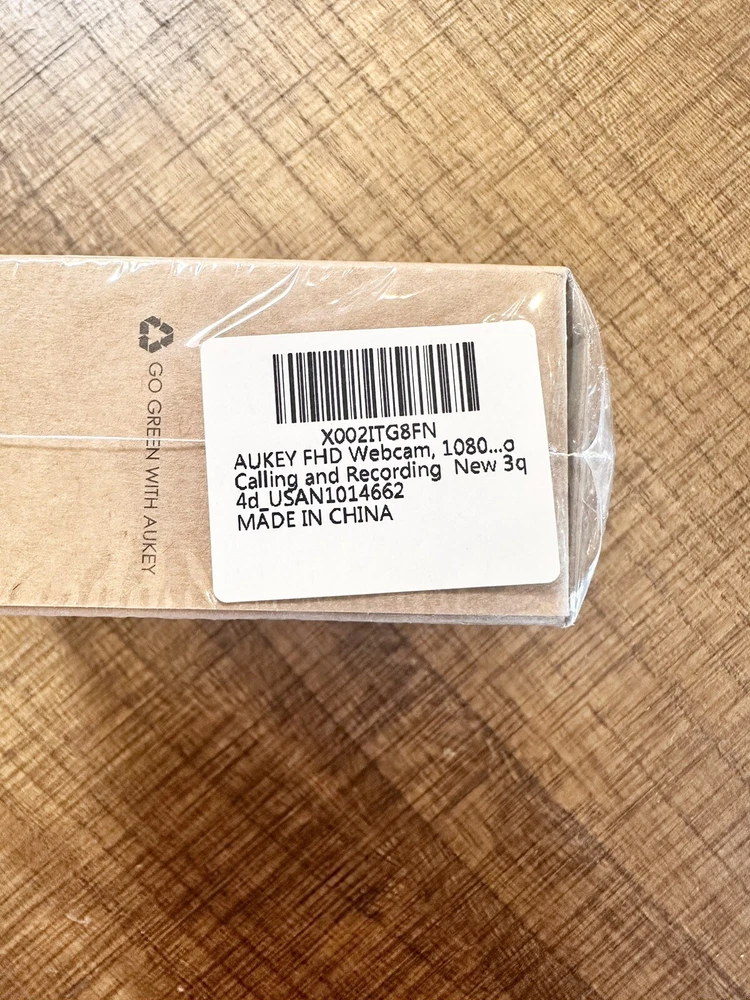 GO GREEN WITH AUKEY
X002ITG8FN
AUKEY FHD Webcam, 1080...o
Calling and Recording New 3q
4d_USAN1014662
MADE IN CHINA